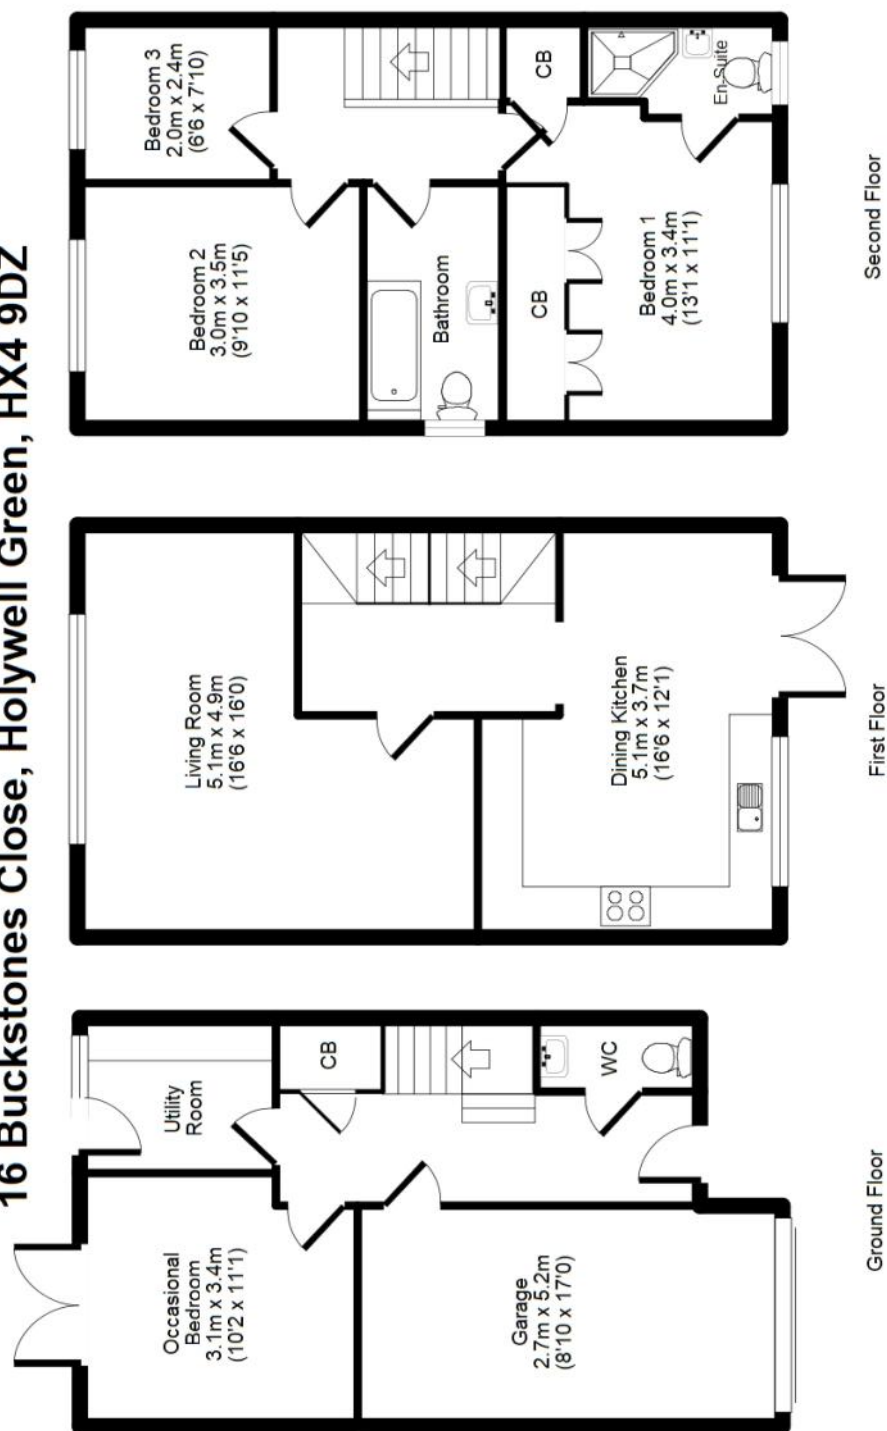 16 Buckstones Close, Holywell Green, HX4 9DZ
Occasional
Bedroom
3.1m x 3.4m
(10'2 x 11'1)
Utility
Room
CB
WC
Garage
2.7m x 5.2m
(8'10 x 17'0)
Ground Floor
Living Room
5.1m x 4.9m
(16'6 x 16'0)
Dining Kitchen
5.1m x 3.7m
(16'6 x 12'1)
First Floor
Bedroom 2
3.0m x 3.5m
(9'10 x 11'5)
Bedroom 3
2.0m x 2.4m
(6'6 x 7'10)
Bathroom
CB
CB
En-Suite
Bedroom 1
4.0m x 3.4m
(13'1 x 11'1)
Second Floor